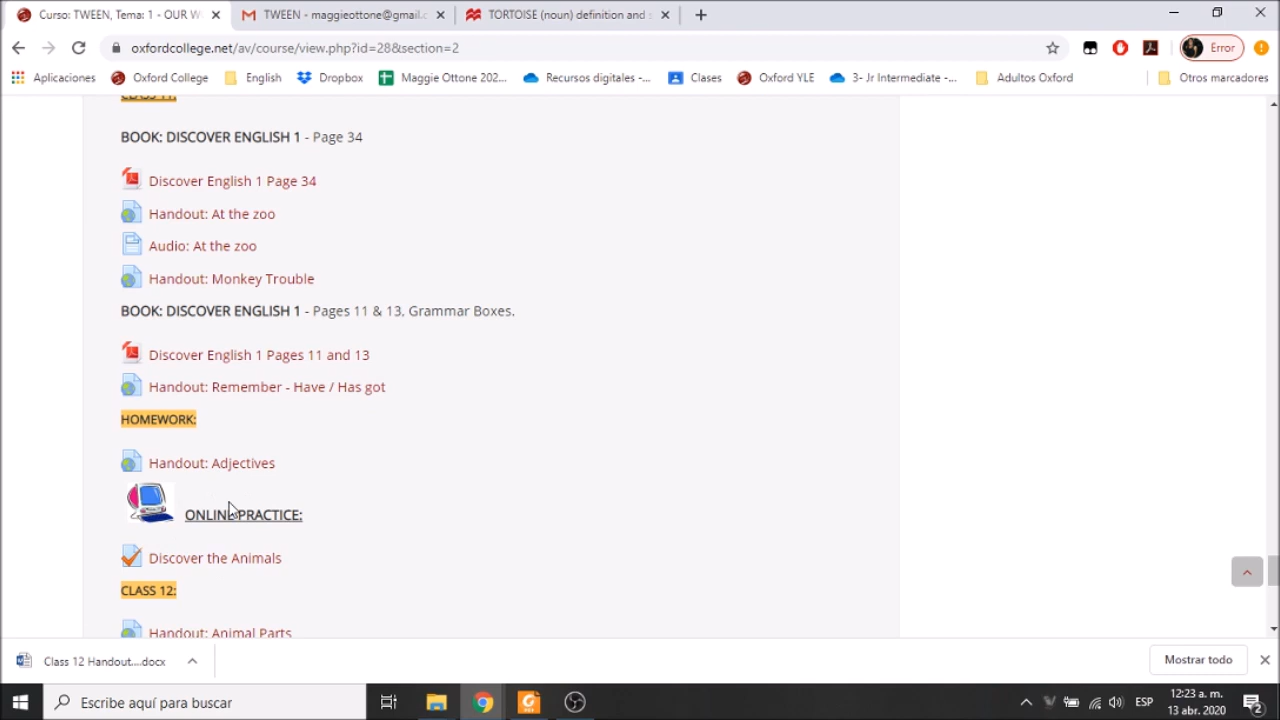 Curso: TWEEN, Tema: 1 - OUR W
TWEEN - maggieottone@gmail.c
TORTOISE (noun) definition and s
oxfordcollege.net/av/course/view.php?id=28&section=2
Error
Aplicaciones
Oxford College
English
Dropbox
Maggie Ottone 202...
Recursos digitales -...
Clases
Oxford YLE
3- Jr Intermediate -...
Adultos Oxford
Otros marcadores
CLASS 11:
BOOK: DISCOVER ENGLISH 1 - Page 34
Discover English 1 Page 34
Handout: At the zoo
Audio: At the zoo
Handout: Monkey Trouble
BOOK: DISCOVER ENGLISH 1 - Pages 11 & 13, Grammar Boxes.
Discover English 1 Pages 11 and 13
Handout: Remember - Have / Has got
HOMEWORK:
Handout: Adjectives
ONLINE PRACTICE:
Discover the Animals
CLASS 12:
Handout: Animal Parts
Class 12 Handout....docx
Mostrar todo
Escribe aquí para buscar
ESP
12:23 a. m.
13 abr. 2020
2